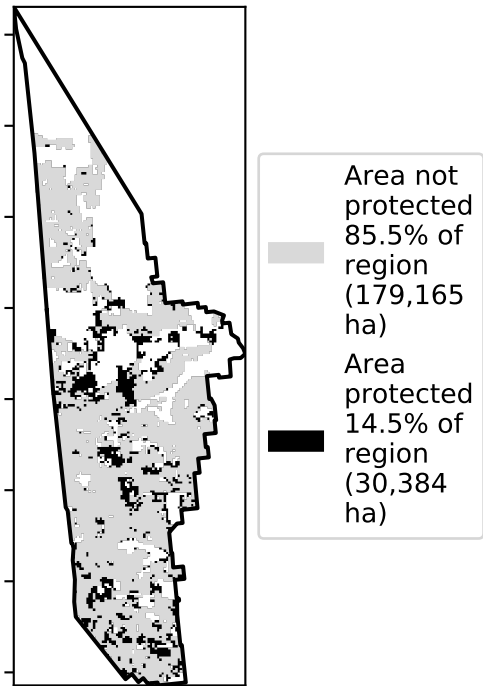 Area not
protected
85.5% of
region
(179,165
ha)
Area
protected
14.5% of
region
(30,384
ha)